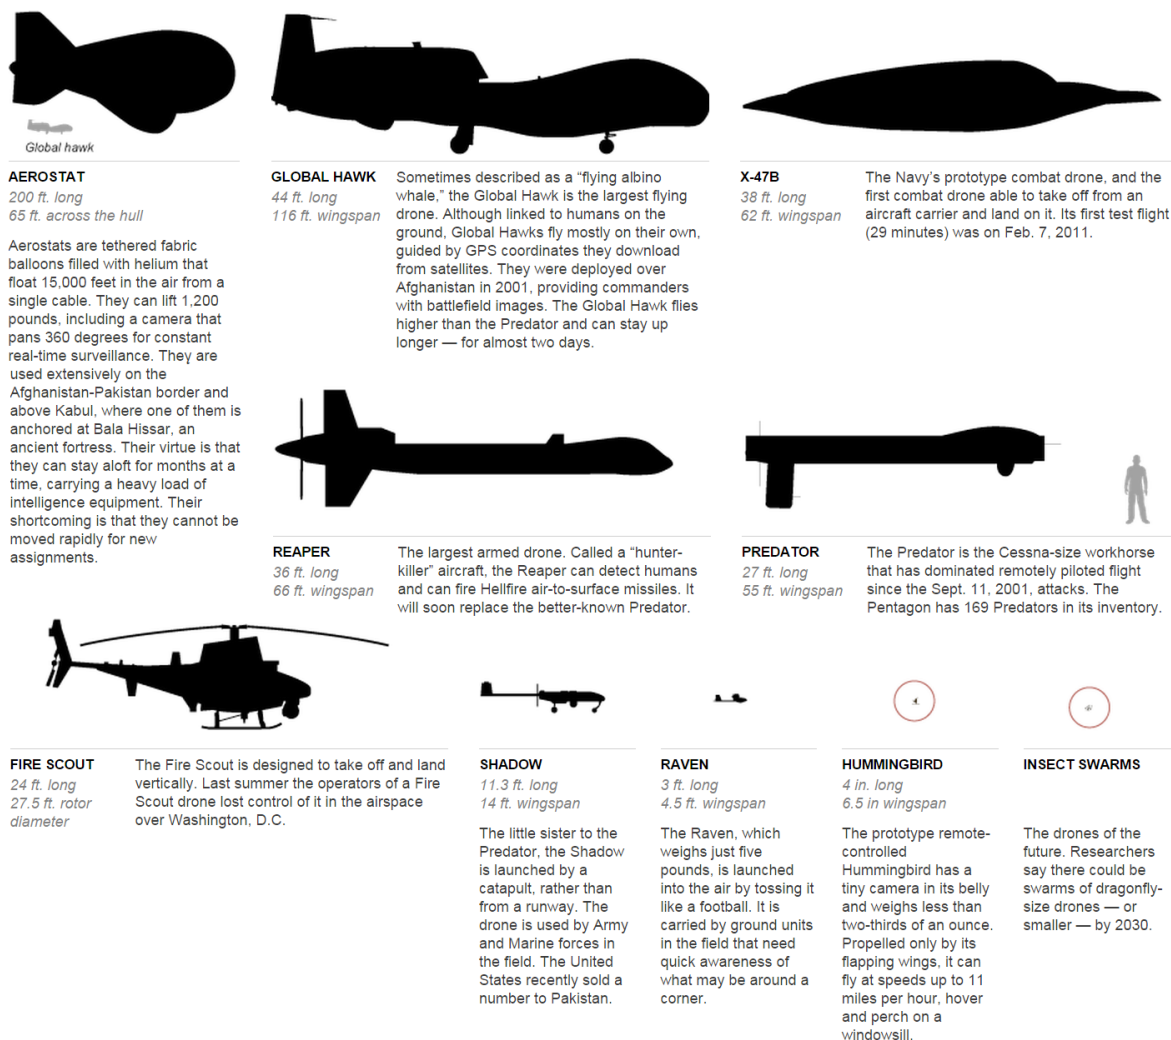 Global hawk
AEROSTAT
200 ft. long
65 ft. across the hull
Aerostats are tethered fabric
balloons filled with helium that
float 15,000 feet in the air from a
single cable. They can lift 1,200
pounds, including a camera that
pans 360 degrees for constant
real-time surveillance. They are
used extensively on the
Afghanistan-Pakistan border and
above Kabul, where one of them is
anchored at Bala Hissar, an
ancient fortress. Their virtue is that
they can stay aloft for months at a
time, carrying a heavy load of
intelligence equipment. Their
shortcoming is that they cannot be
moved rapidly for new
assignments.
GLOBAL HAWK
44 ft. long
116 ft. wingspan
Sometimes described as a “flying albino
whale,” the Global Hawk is the largest flying
drone. Although linked to humans on the
ground, Global Hawks fly mostly on their own,
guided by GPS coordinates they download
from satellites. They were deployed over
Afghanistan in 2001, providing commanders
with battlefield images. The Global Hawk flies
higher than the Predator and can stay up
longer — for almost two days.
X-47B
38 ft. long
62 ft. wingspan
The Navy’s prototype combat drone, and the
first combat drone able to take off from an
aircraft carrier and land on it. Its first test flight
(29 minutes) was on Feb. 7, 2011.
REAPER
36 ft. long
66 ft. wingspan
The largest armed drone. Called a “hunter-
killer” aircraft, the Reaper can detect humans
and can fire Hellfire air-to-surface missiles. It
will soon replace the better-known Predator.
PREDATOR
27 ft. long
55 ft. wingspan
The Predator is the Cessna-size workhorse
that has dominated remotely piloted flight
since the Sept. 11, 2001, attacks. The
Pentagon has 169 Predators in its inventory.
FIRE SCOUT
24 ft. long
27.5 ft. rotor
diameter
The Fire Scout is designed to take off and land
vertically. Last summer the operators of a Fire
Scout drone lost control of it in the airspace
over Washington, D.C.
SHADOW
11.3 ft. long
14 ft. wingspan
The little sister to the
Predator, the Shadow
is launched by a
catapult, rather than
from a runway. The
drone is used by Army
and Marine forces in
the field. The United
States recently sold a
number to Pakistan.
RAVEN
3 ft. long
4.5 ft. wingspan
The Raven, which
weighs just five
pounds, is launched
into the air by tossing it
like a football. It is
carried by ground units
in the field that need
quick awareness of
what may be around a
corner.
HUMMINGBIRD
4 in. long
6.5 in wingspan
The prototype remote-
controlled
Hummingbird has a
tiny camera in its belly
and weighs less than
two-thirds of an ounce.
Propelled only by its
flapping wings, it can
fly at speeds up to 11
miles per hour, hover
and perch on a
windowsill.
INSECT SWARMS
The drones of the
future. Researchers
say there could be
swarms of dragonfly-
size drones — or
smaller — by 2030.